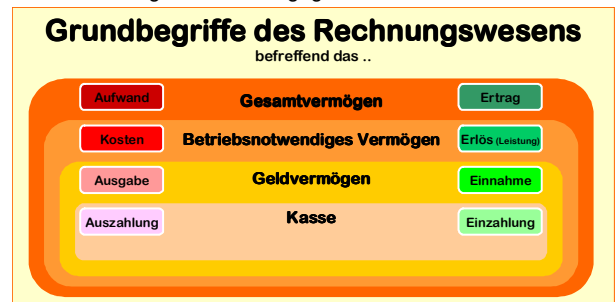 Grundbegriffe des Rechnungswesens
befreffend das ..
Aufwand Gesamtvermögen Ertrag
Kosten Betriebsnotwendiges Vermögen Erlös (Leistung)
Ausgabe Geldvermögen Einnahme
Auszahlung Kasse Einzahlung